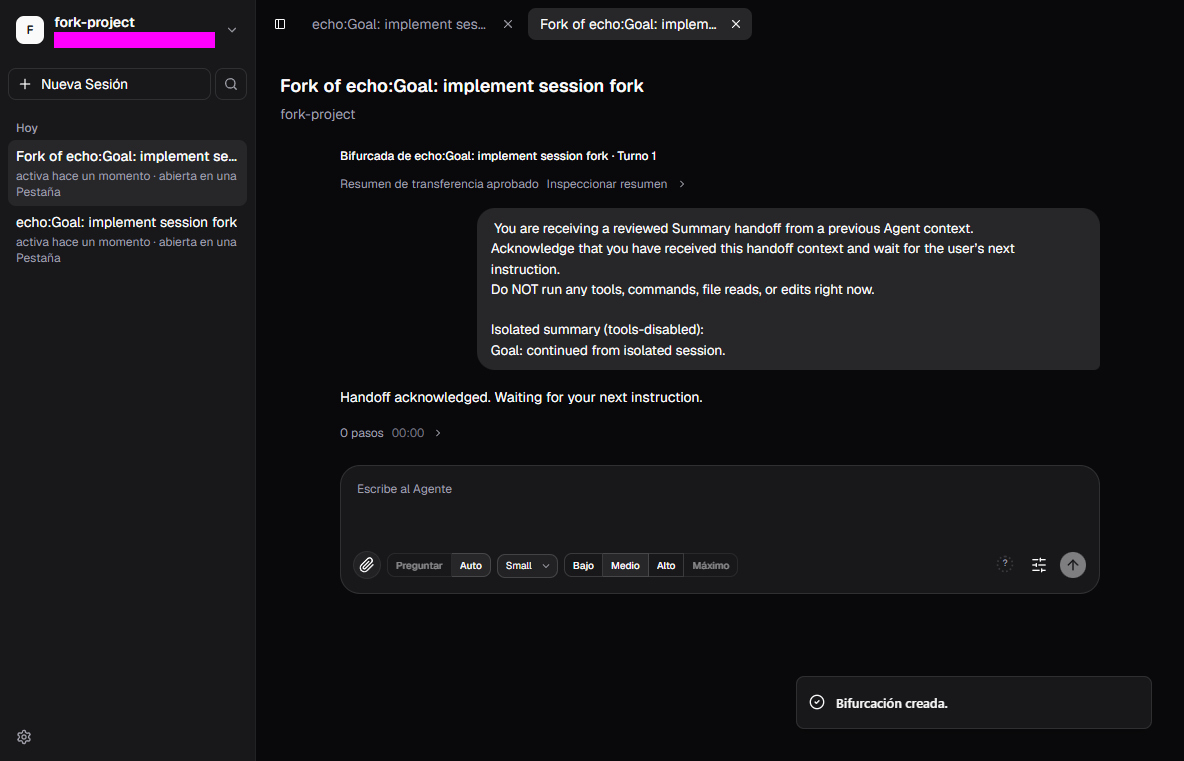 F
fork-project
Nueva Sesión
Hoy
Fork of echo:Goal: implement se...
activa hace un momento · abierta en una
Pestaña
echo:Goal: implement session fork
activa hace un momento · abierta en una
Pestaña
echo:Goal: implement ses...
Fork of echo:Goal: implem...
Fork of echo:Goal: implement session fork
fork-project
Bifurcada de echo:Goal: implement session fork · Turno 1
Resumen de transferencia aprobado Inspeccionar resumen
You are receiving a reviewed Summary handoff from a previous Agent context.
Acknowledge that you have received this handoff context and wait for the user's next
instruction.
Do NOT run any tools, commands, file reads, or edits right now.
Isolated summary (tools-disabled):
Goal: continued from isolated session.
Handoff acknowledged. Waiting for your next instruction.
0 pasos 00:00
Escribe al Agente
Preguntar Auto Small Bajo Medio Alto Máximo ?
Bifurcación creada.